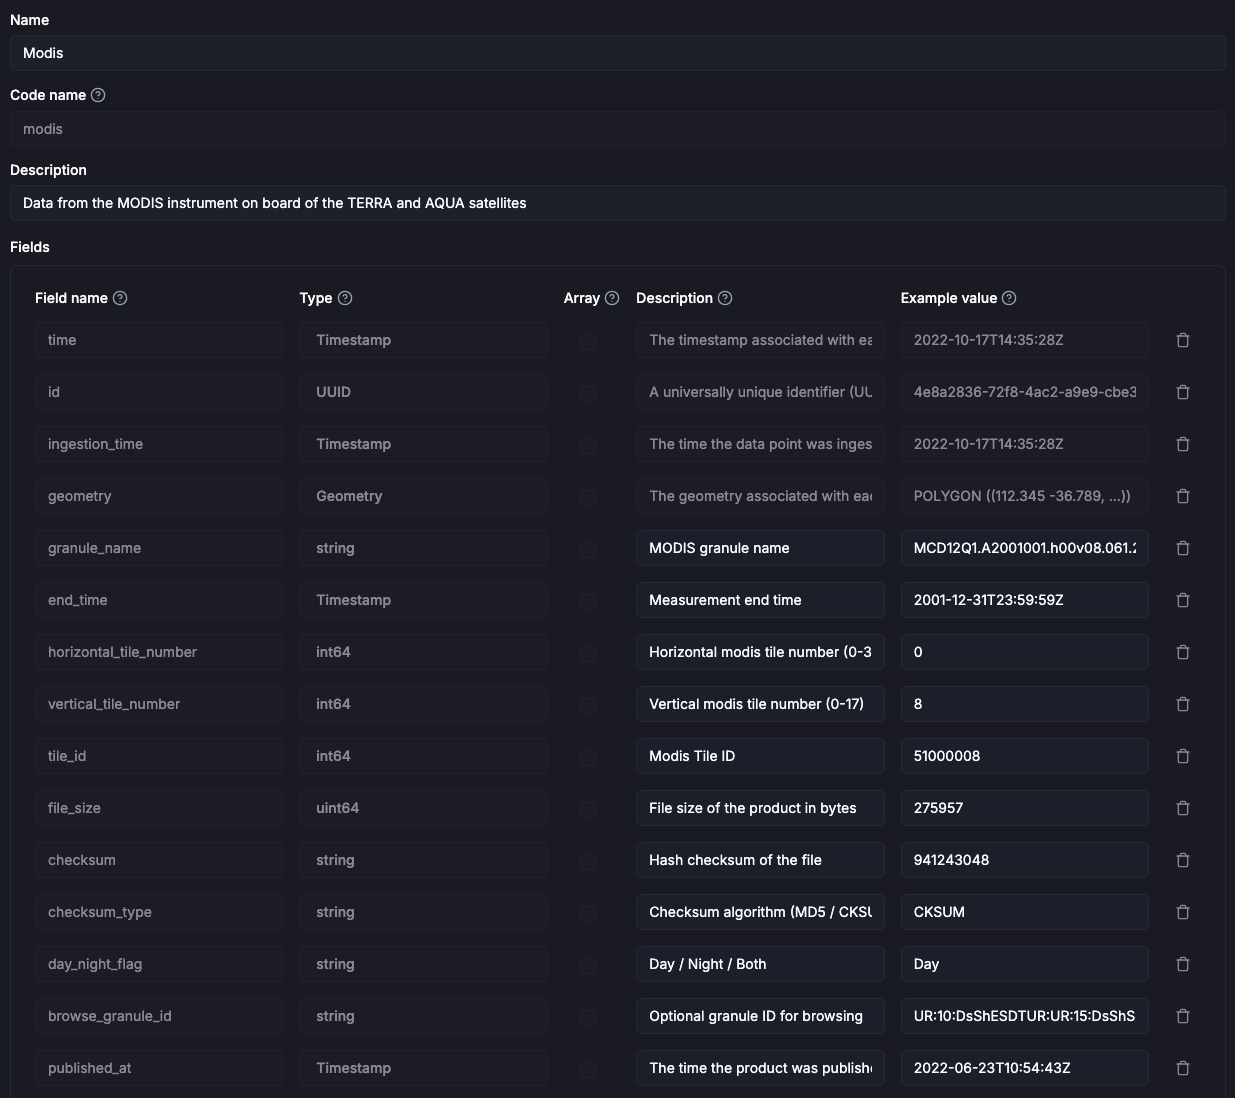 Name
Modis
Code name
modis
Description
Data from the MODIS instrument on board of the TERRA and AQUA satellites
Fields
Field name Type Array Description Example value
time Timestamp The timestamp associated with ea 2022-10-17T14:35:28Z
id UUID A universally unique identifier (UU 4e8a2836-72f8-4ac2-a9e9-cbe3
ingestion_time Timestamp The time the data point was inges 2022-10-17T14:35:28Z
geometry Geometry The geometry associated with eac POLYGON ((112.345 -36.789, ...))
granule_name string MODIS granule name MCD12Q1.A2001001.h00v08.061.2
end_time Timestamp Measurement end time 2001-12-31T23:59:59Z
horizontal_tile_number int64 Horizontal modis tile number (0-3 0
vertical_tile_number int64 Vertical modis tile number (0-17) 8
tile_id int64 Modis Tile ID 51000008
file_size uint64 File size of the product in bytes 275957
checksum string Hash checksum of the file 941243048
checksum_type string Checksum algorithm (MD5 / CKSU CKSUM
day_night_flag string Day / Night / Both Day
browse_granule_id string Optional granule ID for browsing UR:10:DsShESDTUR:UR:15:DsShS
published_at Timestamp The time the product was publishe 2022-06-23T10:54:43Z